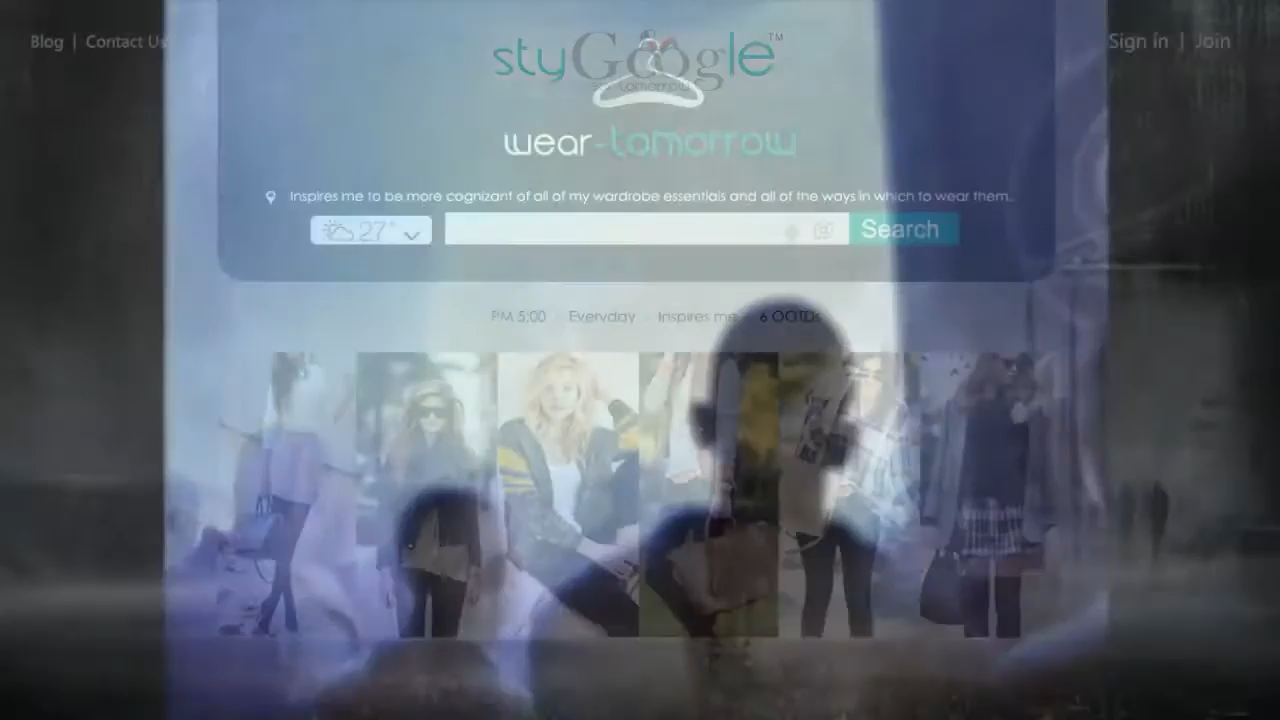 Blog | Contact Us
Sign in | Join
styGoogle™
tomorrow
wear-tomorrow
Inspires me to be more cognizant of all of my wardrobe essentials and all of the ways in which to wear them..
27°
Search
PM 5:00 - Everyday - Inspires me - 6 OOTDs